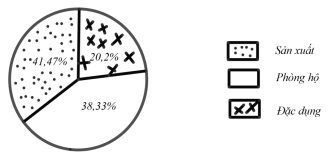 41,47%
20,2%
38,33%
Sản xuất
Phòng hộ
Đặc dụng